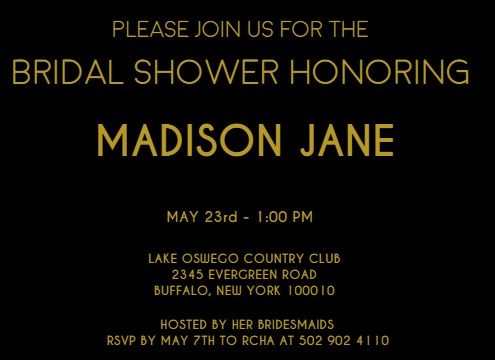 PLEASE JOIN US FOR THE
BRIDAL SHOWER HONORING
MADISON JANE
MAY 23rd - 1:00 PM
LAKE OSWEGO COUNTRY CLUB
2345 EVERGREEN ROAD
BUFFALO, NEW YORK 100010
HOSTED BY HER BRIDESMAIDS
RSVP BY MAY 7TH TO RCHA AT 502 902 4110